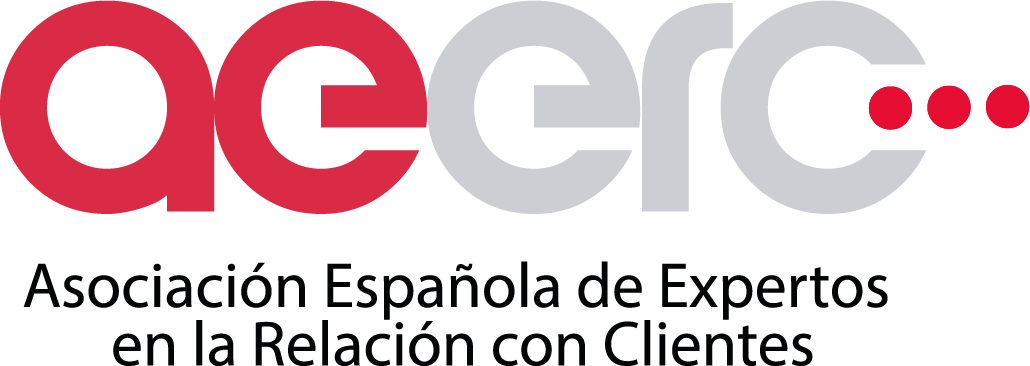 aeerc
Asociación Española de Expertos
en la Relación con Clientes